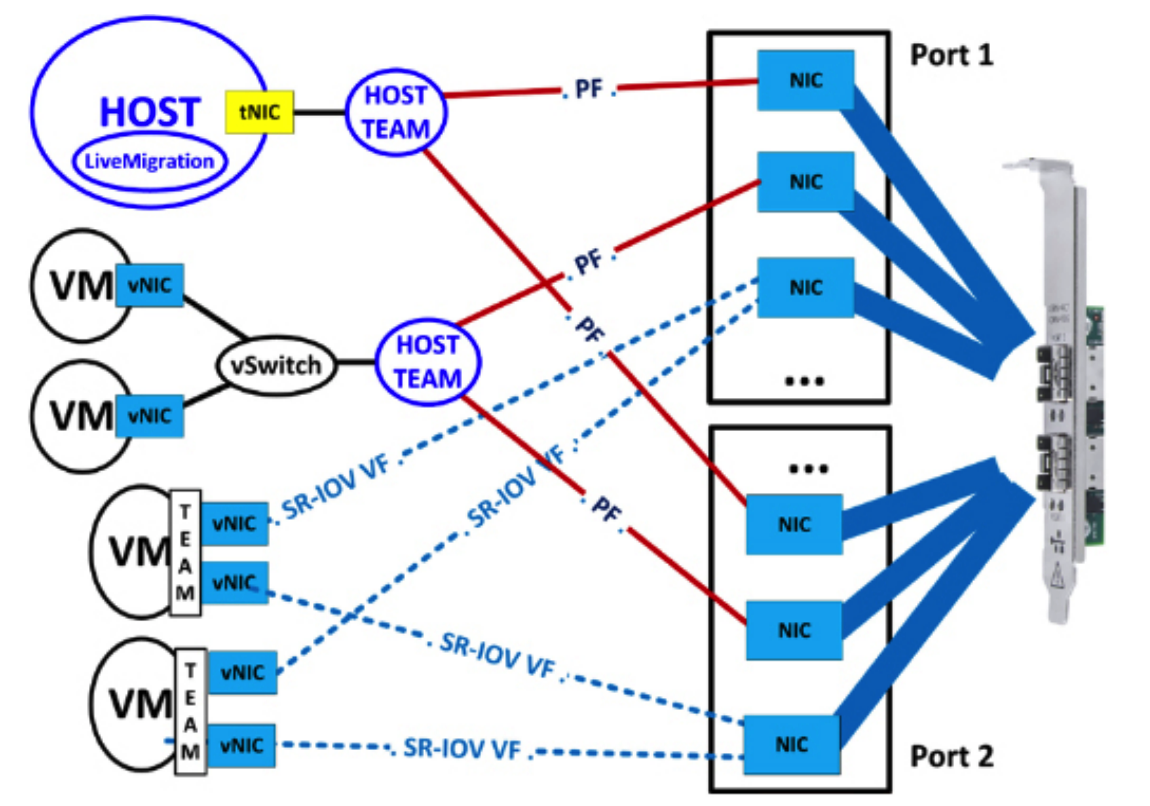 Port 1
HOST
tNIC
LiveMigration
HOST
TEAM
PF
NIC
NIC
NIC
...
VM
vNIC
VM
vNIC
vSwitch
HOST
TEAM
PF
PF
PF
SR-IOV VF
SR-IOV VF
VM
TEAM
vNIC
vNIC
SR-IOV VF
VM
TEAM
vNIC
vNIC
SR-IOV VF
...
NIC
NIC
NIC
Port 2